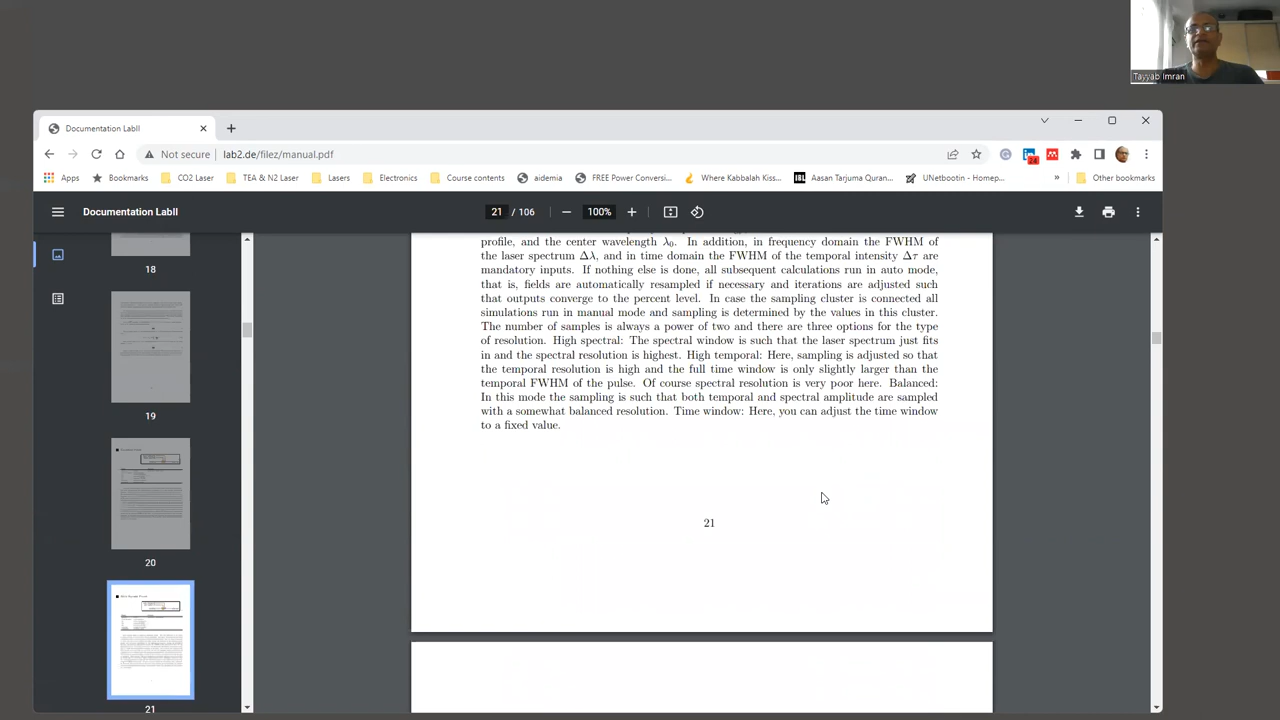 Tayyab Imran
Documentation LabII
Not secure
lab2.de/filez/manual.pdf
24
Apps
Bookmarks
CO2 Laser
TEA & N2 Laser
Lasers
Electronics
Course contents
aidemia
FREE Power Conversi...
Where Kabbalah Kiss...
IBL
Aasan Tarjuma Quran...
UNetbootin - Homep...
»
Other bookmarks
Documentation LabII
21 / 106
100%
18
19
20
21
profile, and the center wavelength λ0. In addition, in frequency domain the FWHM of
the laser spectrum Δλ, and in time domain the FWHM of the temporal intensity Δτ are
mandatory inputs. If nothing else is done, all subsequent calculations run in auto mode,
that is, fields are automatically resampled if necessary and iterations are adjusted such
that outputs converge to the percent level. In case the sampling cluster is connected all
simulations run in manual mode and sampling is determined by the values in this cluster.
The number of samples is always a power of two and there are three options for the type
of resolution. High spectral: The spectral window is such that the laser spectrum just fits
in and the spectral resolution is highest. High temporal: Here, sampling is adjusted so that
the temporal resolution is high and the full time window is only slightly larger than the
temporal FWHM of the pulse. Of course spectral resolution is very poor here. Balanced:
In this mode the sampling is such that both temporal and spectral amplitude are sampled
with a somewhat balanced resolution. Time window: Here, you can adjust the time window
to a fixed value.
21